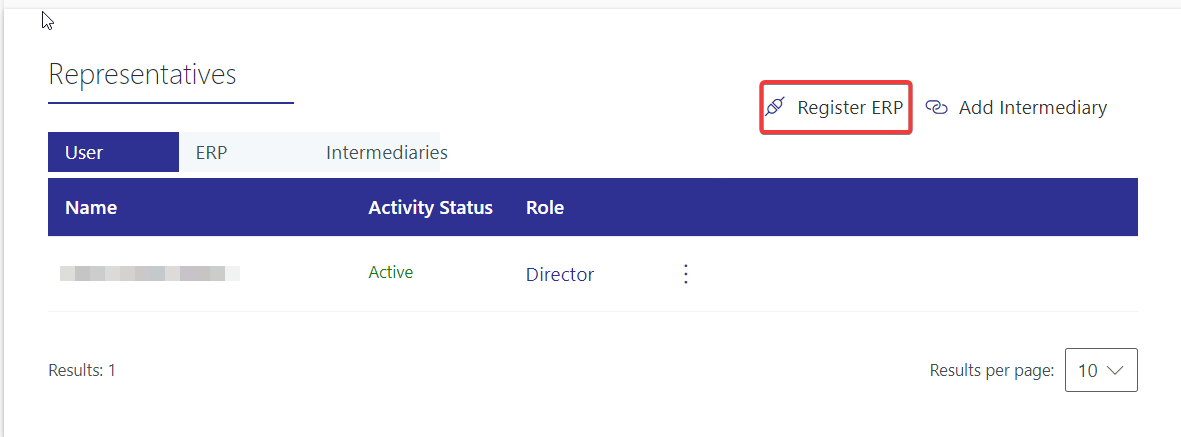 Representatives
Register ERP
Add Intermediary
User
ERP
Intermediaries
Name
Activity Status
Role
Active
Director
Results: 1
Results per page:
10